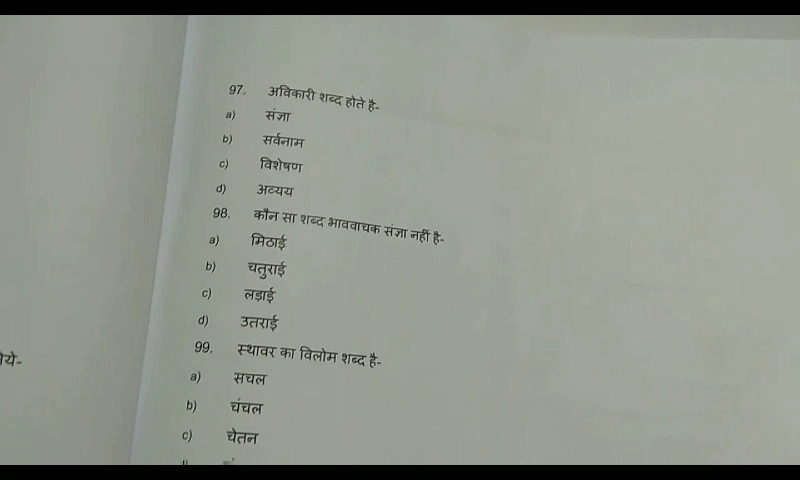 97. अविकारी शब्द होते है-
a) संज्ञा
b) सर्वनाम
c) विशेषण
d) अव्यय
98. कौन सा शब्द भाववाचक संज्ञा नहीं है-
a) मिठाई
b) चतुराई
c) लड़ाई
d) उतराई
99. स्थावर का विलोम शब्द है-
a) सचल
b) चंचल
c) चेतन